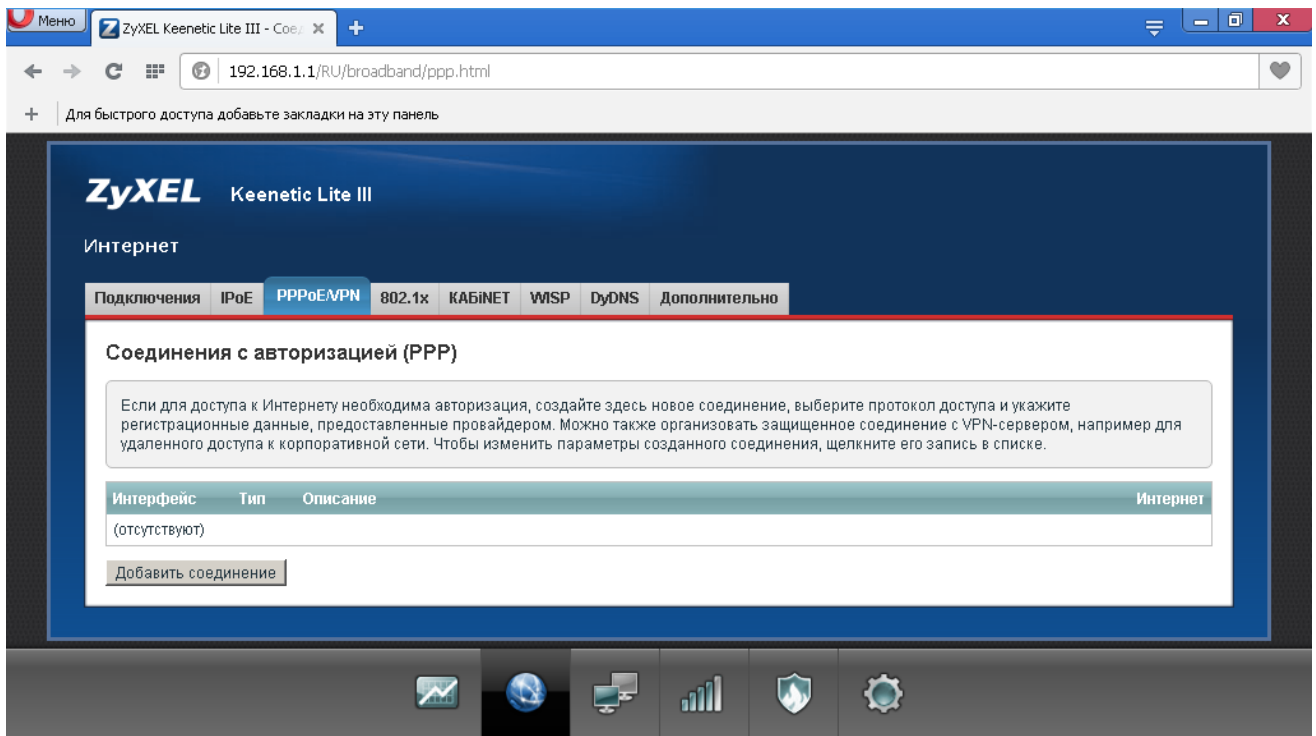 Меню
ZyXEL Keenetic Lite III - Сое
192.168.1.1/RU/broadband/ppp.html
Для быстрого доступа добавьте закладки на эту панель
ZyXEL Keenetic Lite III
Интернет
Подключения IPoE PPPoE/VPN 802.1x КАБiNET WISP DyDNS Дополнительно
Соединения с авторизацией (PPP)
Если для доступа к Интернету необходима авторизация, создайте здесь новое соединение, выберите протокол доступа и укажите
регистрационные данные, предоставленные провайдером. Можно также организовать защищенное соединение с VPN-сервером, например для
удаленного доступа к корпоративной сети. Чтобы изменить параметры созданного соединения, щелкните его запись в списке.
Интерфейс Тип Описание Интернет
(отсутствуют)
Добавить соединение